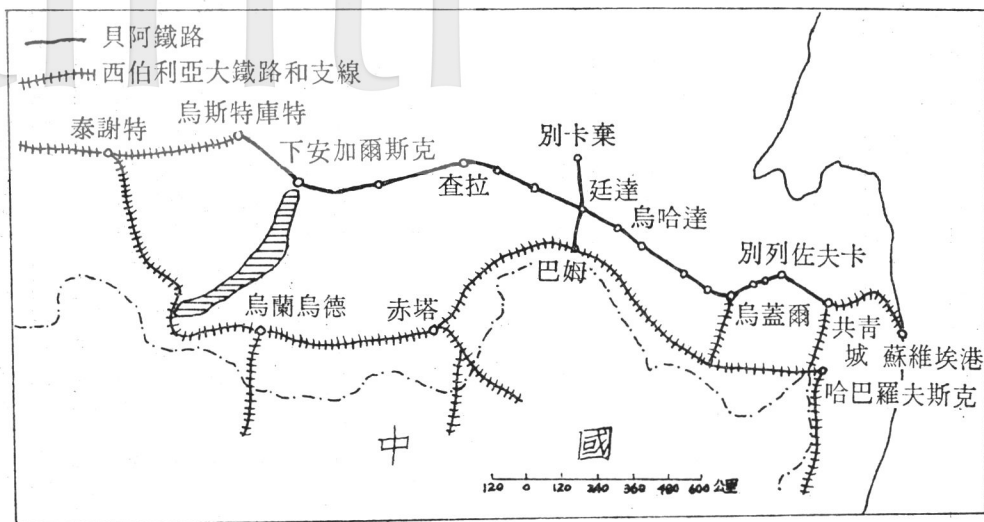 貝阿鐵路
西伯利亞大鐵路和支線
泰謝特
烏斯特庫特
下安加爾斯克
查拉
別卡棄
廷達
烏哈達
巴姆
別列佐夫卡
烏蘭烏德
赤塔
烏蓋爾
共青
城
蘇維埃港
哈巴羅夫斯克
中國
120 0 120 240 360 480 600 公里